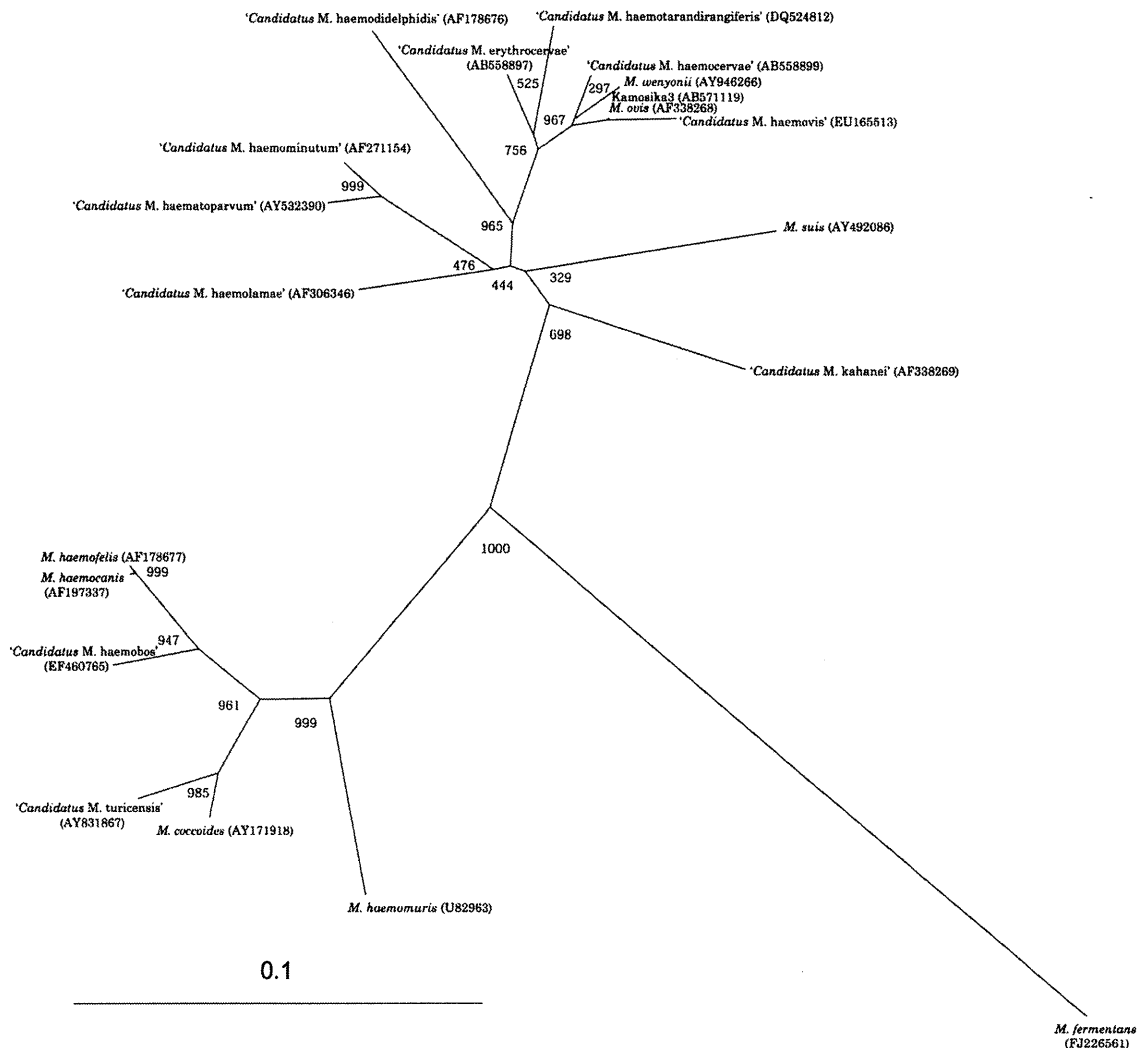 'Candidatus M. haemodidelphidis' (AF178676)
'Candidatus M. haemotarandirangiferis' (DQ524812)
'Candidatus M. erythrocervae'
(AB558897)
525
'Candidatus M. haemocervae' (AB558899)
297
M. wenyonii (AY946266)
Kamosika3 (AB571119)
M. ovis (AF338268)
967
'Candidatus M. haemovis' (EU165513)
756
'Candidatus M. haemominutum' (AF271154)
999
'Candidatus M. haematoparvum' (AY532390)
965
M. suis (AY492086)
476
444
329
'Candidatus M. haemolamae' (AF306346)
698
'Candidatus M. kahanei' (AF338269)
1000
M. haemofelis (AF178677)
999
M. haemocanis
(AF197337)
947
'Candidatus M. haemobos'
(EF460765)
961
999
985
'Candidatus M. turicensis'
(AY831867)
M. coccoides (AY171918)
M. haemomuris (U82963)
0.1
M. fermentans
(FJ226561)